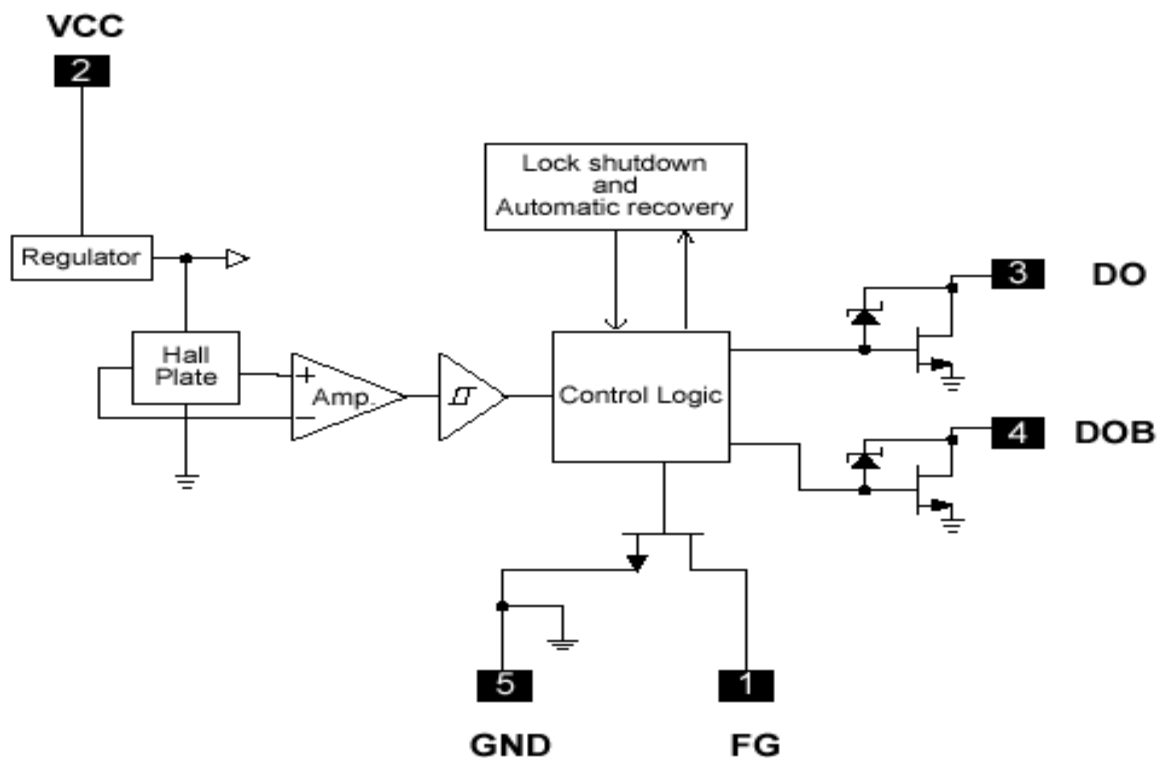 VCC
2
Lock shutdown
and
Automatic recovery
Regulator
3 DO
Hall
Plate
+
Amp.
−
Control Logic
4 DOB
5
1
GND
FG